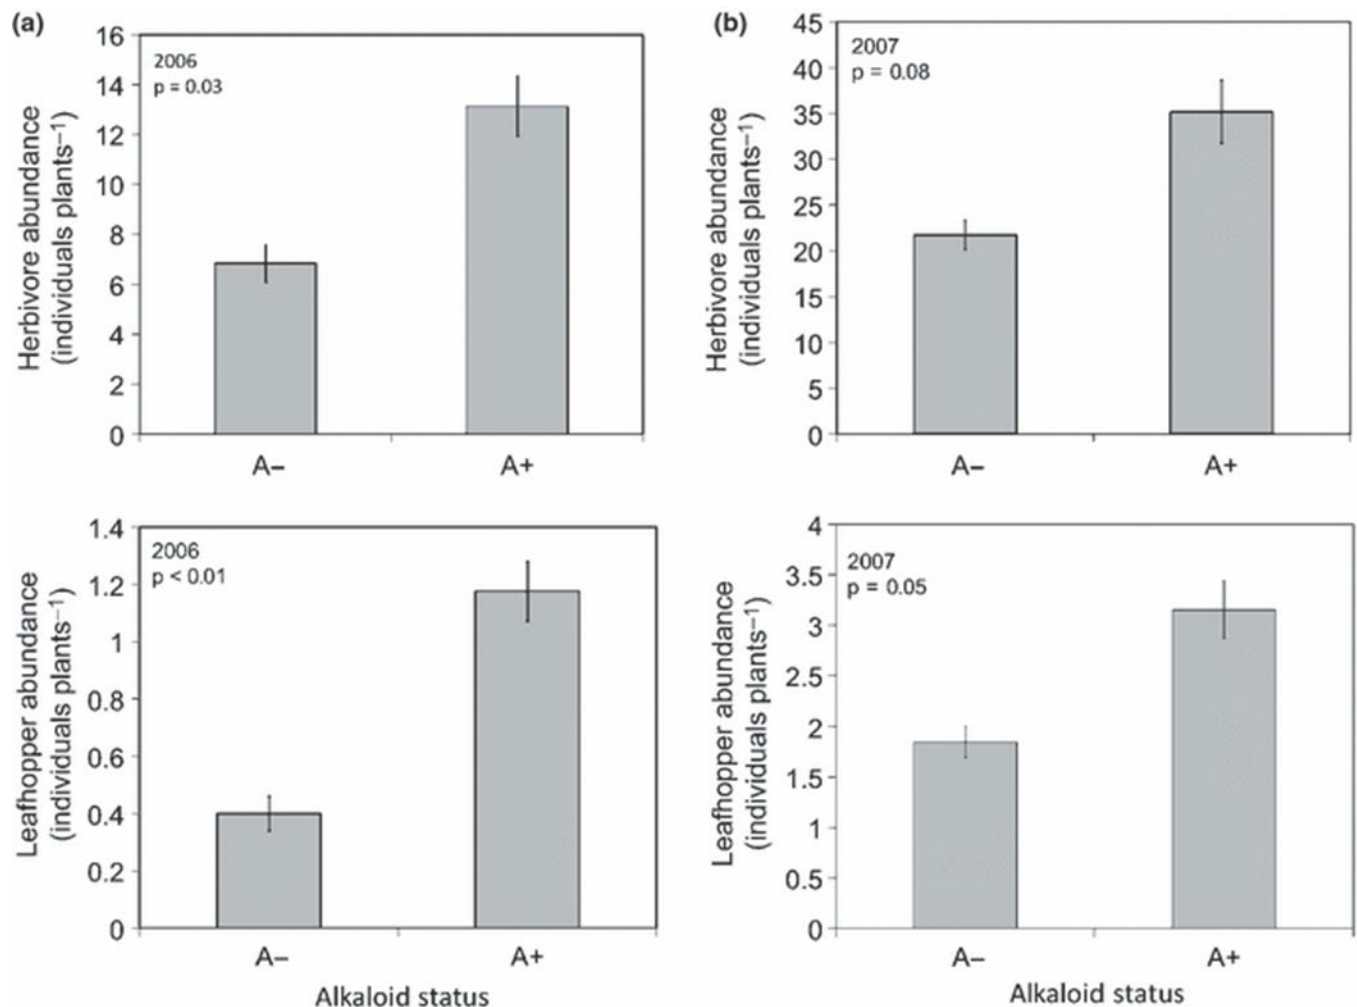 (a)
16
14
12
10
8
6
4
2
0
2006
p = 0.03
Herbivore abundance
(individuals plants⁻¹)
A−
A+
(b)
45
40
35
30
25
20
15
10
5
0
2007
p = 0.08
Herbivore abundance
(individuals plants⁻¹)
A−
A+
1.4
1.2
1
0.8
0.6
0.4
0.2
0
2006
p < 0.01
Leafhopper abundance
(individuals plants⁻¹)
A−
A+
Alkaloid status
4
3.5
3
2.5
2
1.5
1
0.5
0
2007
p = 0.05
Leafhopper abundance
(individuals plants⁻¹)
A−
A+
Alkaloid status